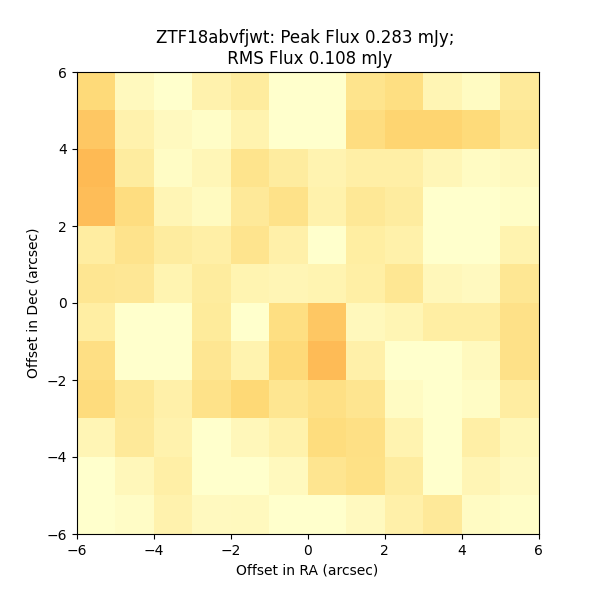 ZTF18abvfjwt: Peak Flux 0.283 mJy;
RMS Flux 0.108 mJy
6
4
2
0
−2
−4
−6
Offset in Dec (arcsec)
−6 −4 −2 0 2 4 6
Offset in RA (arcsec)